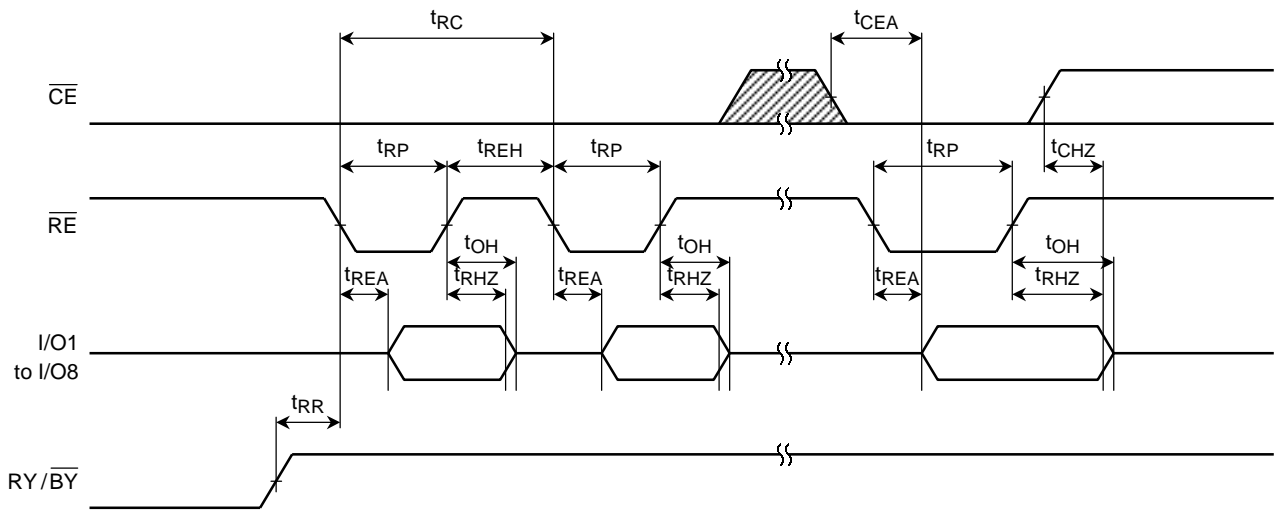 tRC
tCEA
CE
tRP
tREH
tRP
tRP
tCHZ
RE
tOH
tOH
tOH
tREA
tRHZ
tREA
tRHZ
tREA
tRHZ
I/O1
to I/O8
tRR
RY/BY